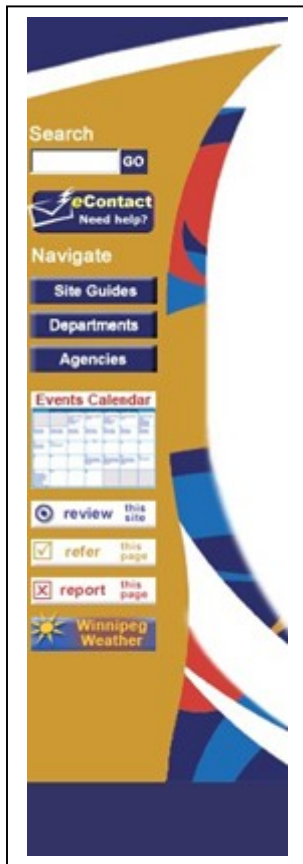 Search
GO
eContact
Need help?
Navigate
Site Guides
Departments
Agencies
Events Calendar
review this site
refer this page
report this page
Winnipeg
Weather